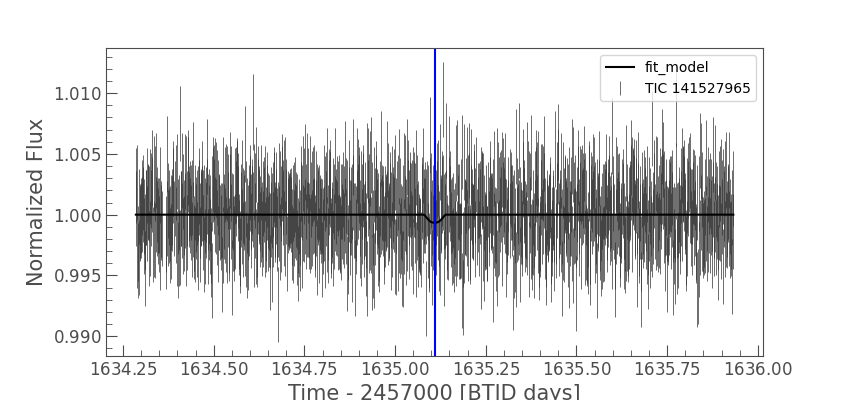 fit_model
TIC 141527965
Normalized Flux
1.010
1.005
1.000
0.995
0.990
1634.25 1634.50 1634.75 1635.00 1635.25 1635.50 1635.75 1636.00
Time - 2457000 [BTJD days]